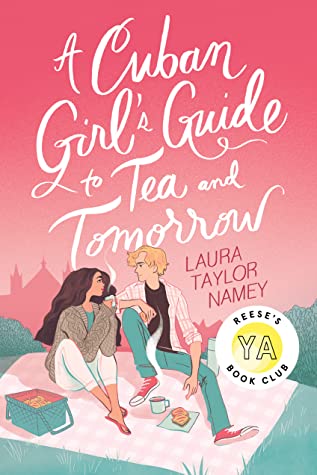 A Cuban
Girl's Guide
to Tea and
Tomorrow
LAURA
TAYLOR
NAMEY
REESE'S
YA
BOOK CLUB